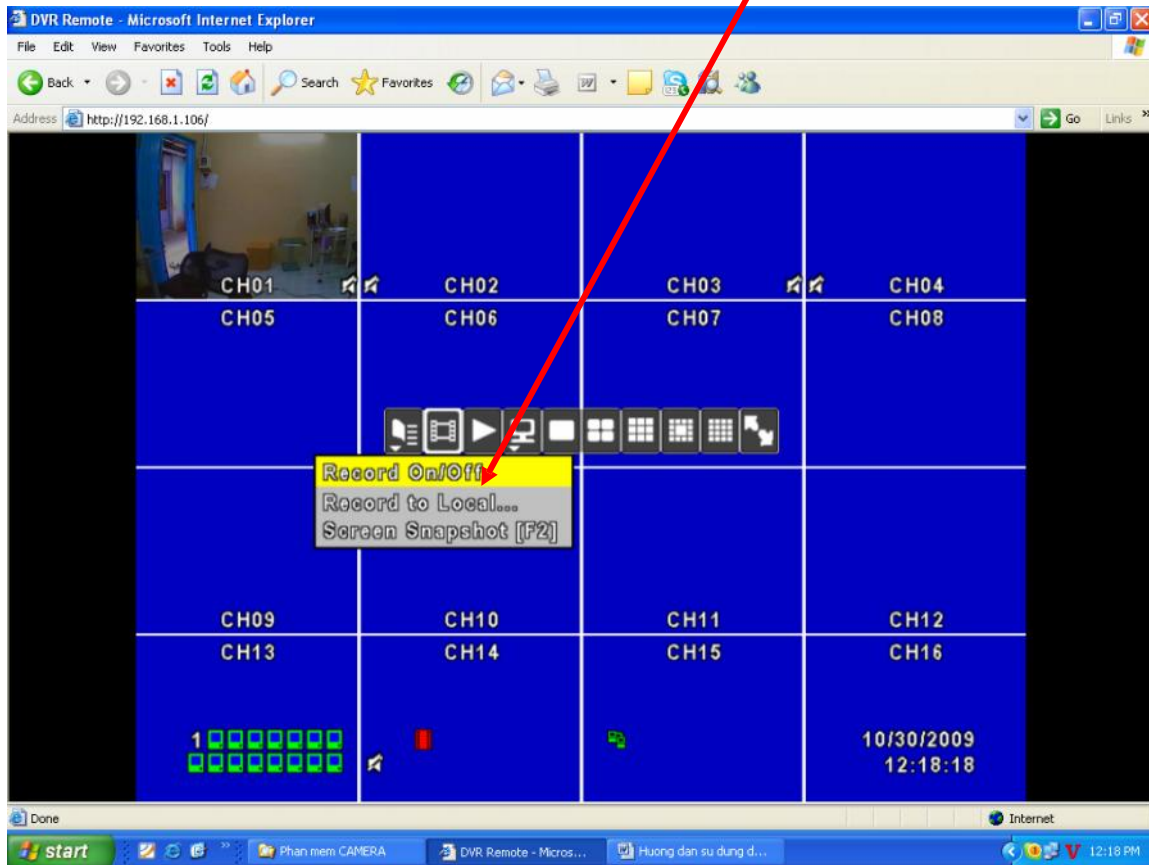 DVR Remote - Microsoft Internet Explorer
File Edit View Favorites Tools Help
Back Search Favorites
Address http://192.168.1.106/ Go Links »
CH01 CH02 CH03 CH04
CH05 CH06 CH07 CH08
Record On/Off
Record to Local...
Screen Snapshot [F2]
CH09 CH10 CH11 CH12
CH13 CH14 CH15 CH16
1
10/30/2009
12:18:18
Done Internet
start Phan mem CAMERA DVR Remote - Micros... Huong dan su dung d... 12:18 PM